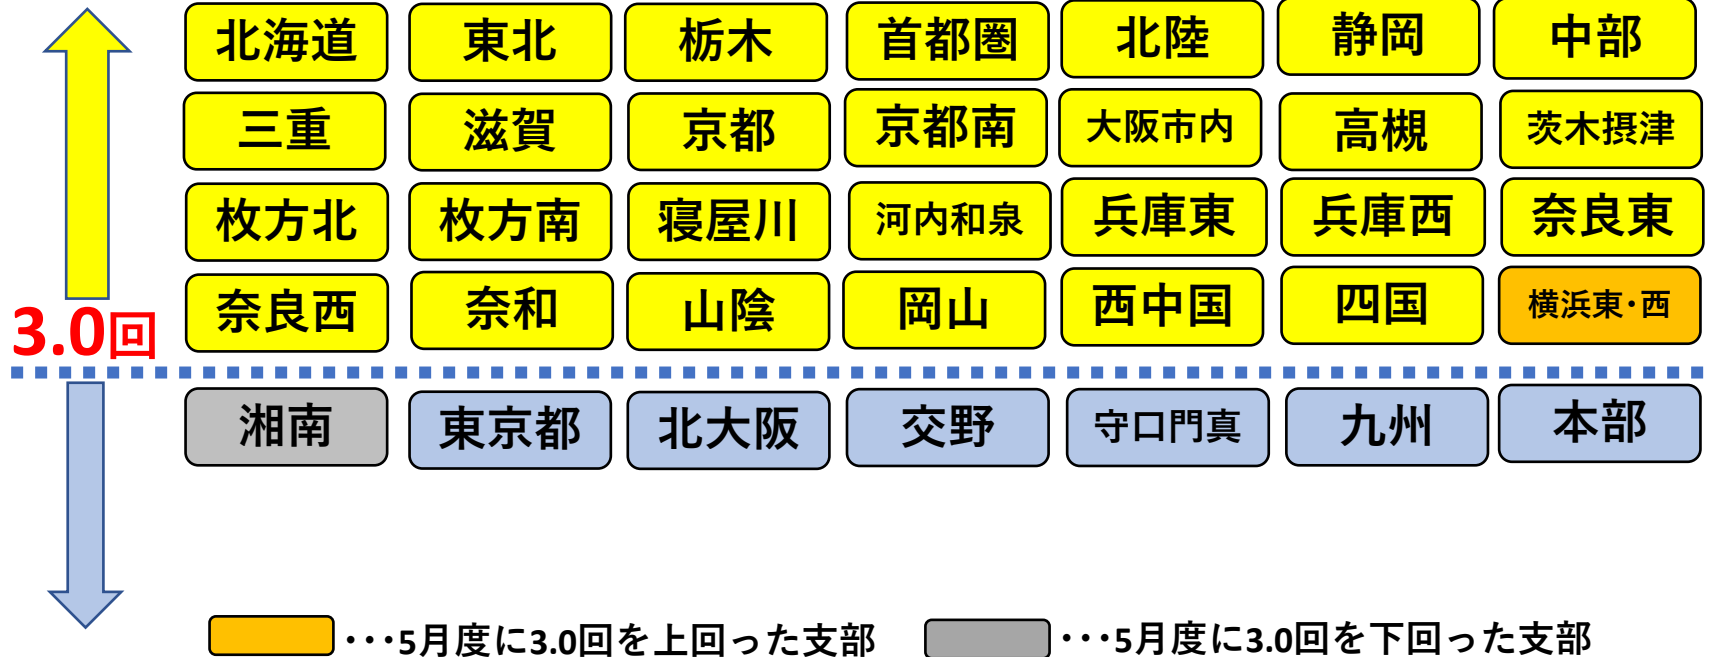 北海道 東北 栃木 首都圏 北陸 静岡 中部
三重 滋賀 京都 京都南 大阪市内 高槻 茨木摂津
枚方北 枚方南 寝屋川 河内和泉 兵庫東 兵庫西 奈良東
奈良西 奈和 山陰 岡山 西中国 四国 横浜東・西
3.0回
湘南 東京都 北大阪 交野 守口門真 九州 本部
・・・5月度に3.0回を上回った支部 ・・・5月度に3.0回を下回った支部